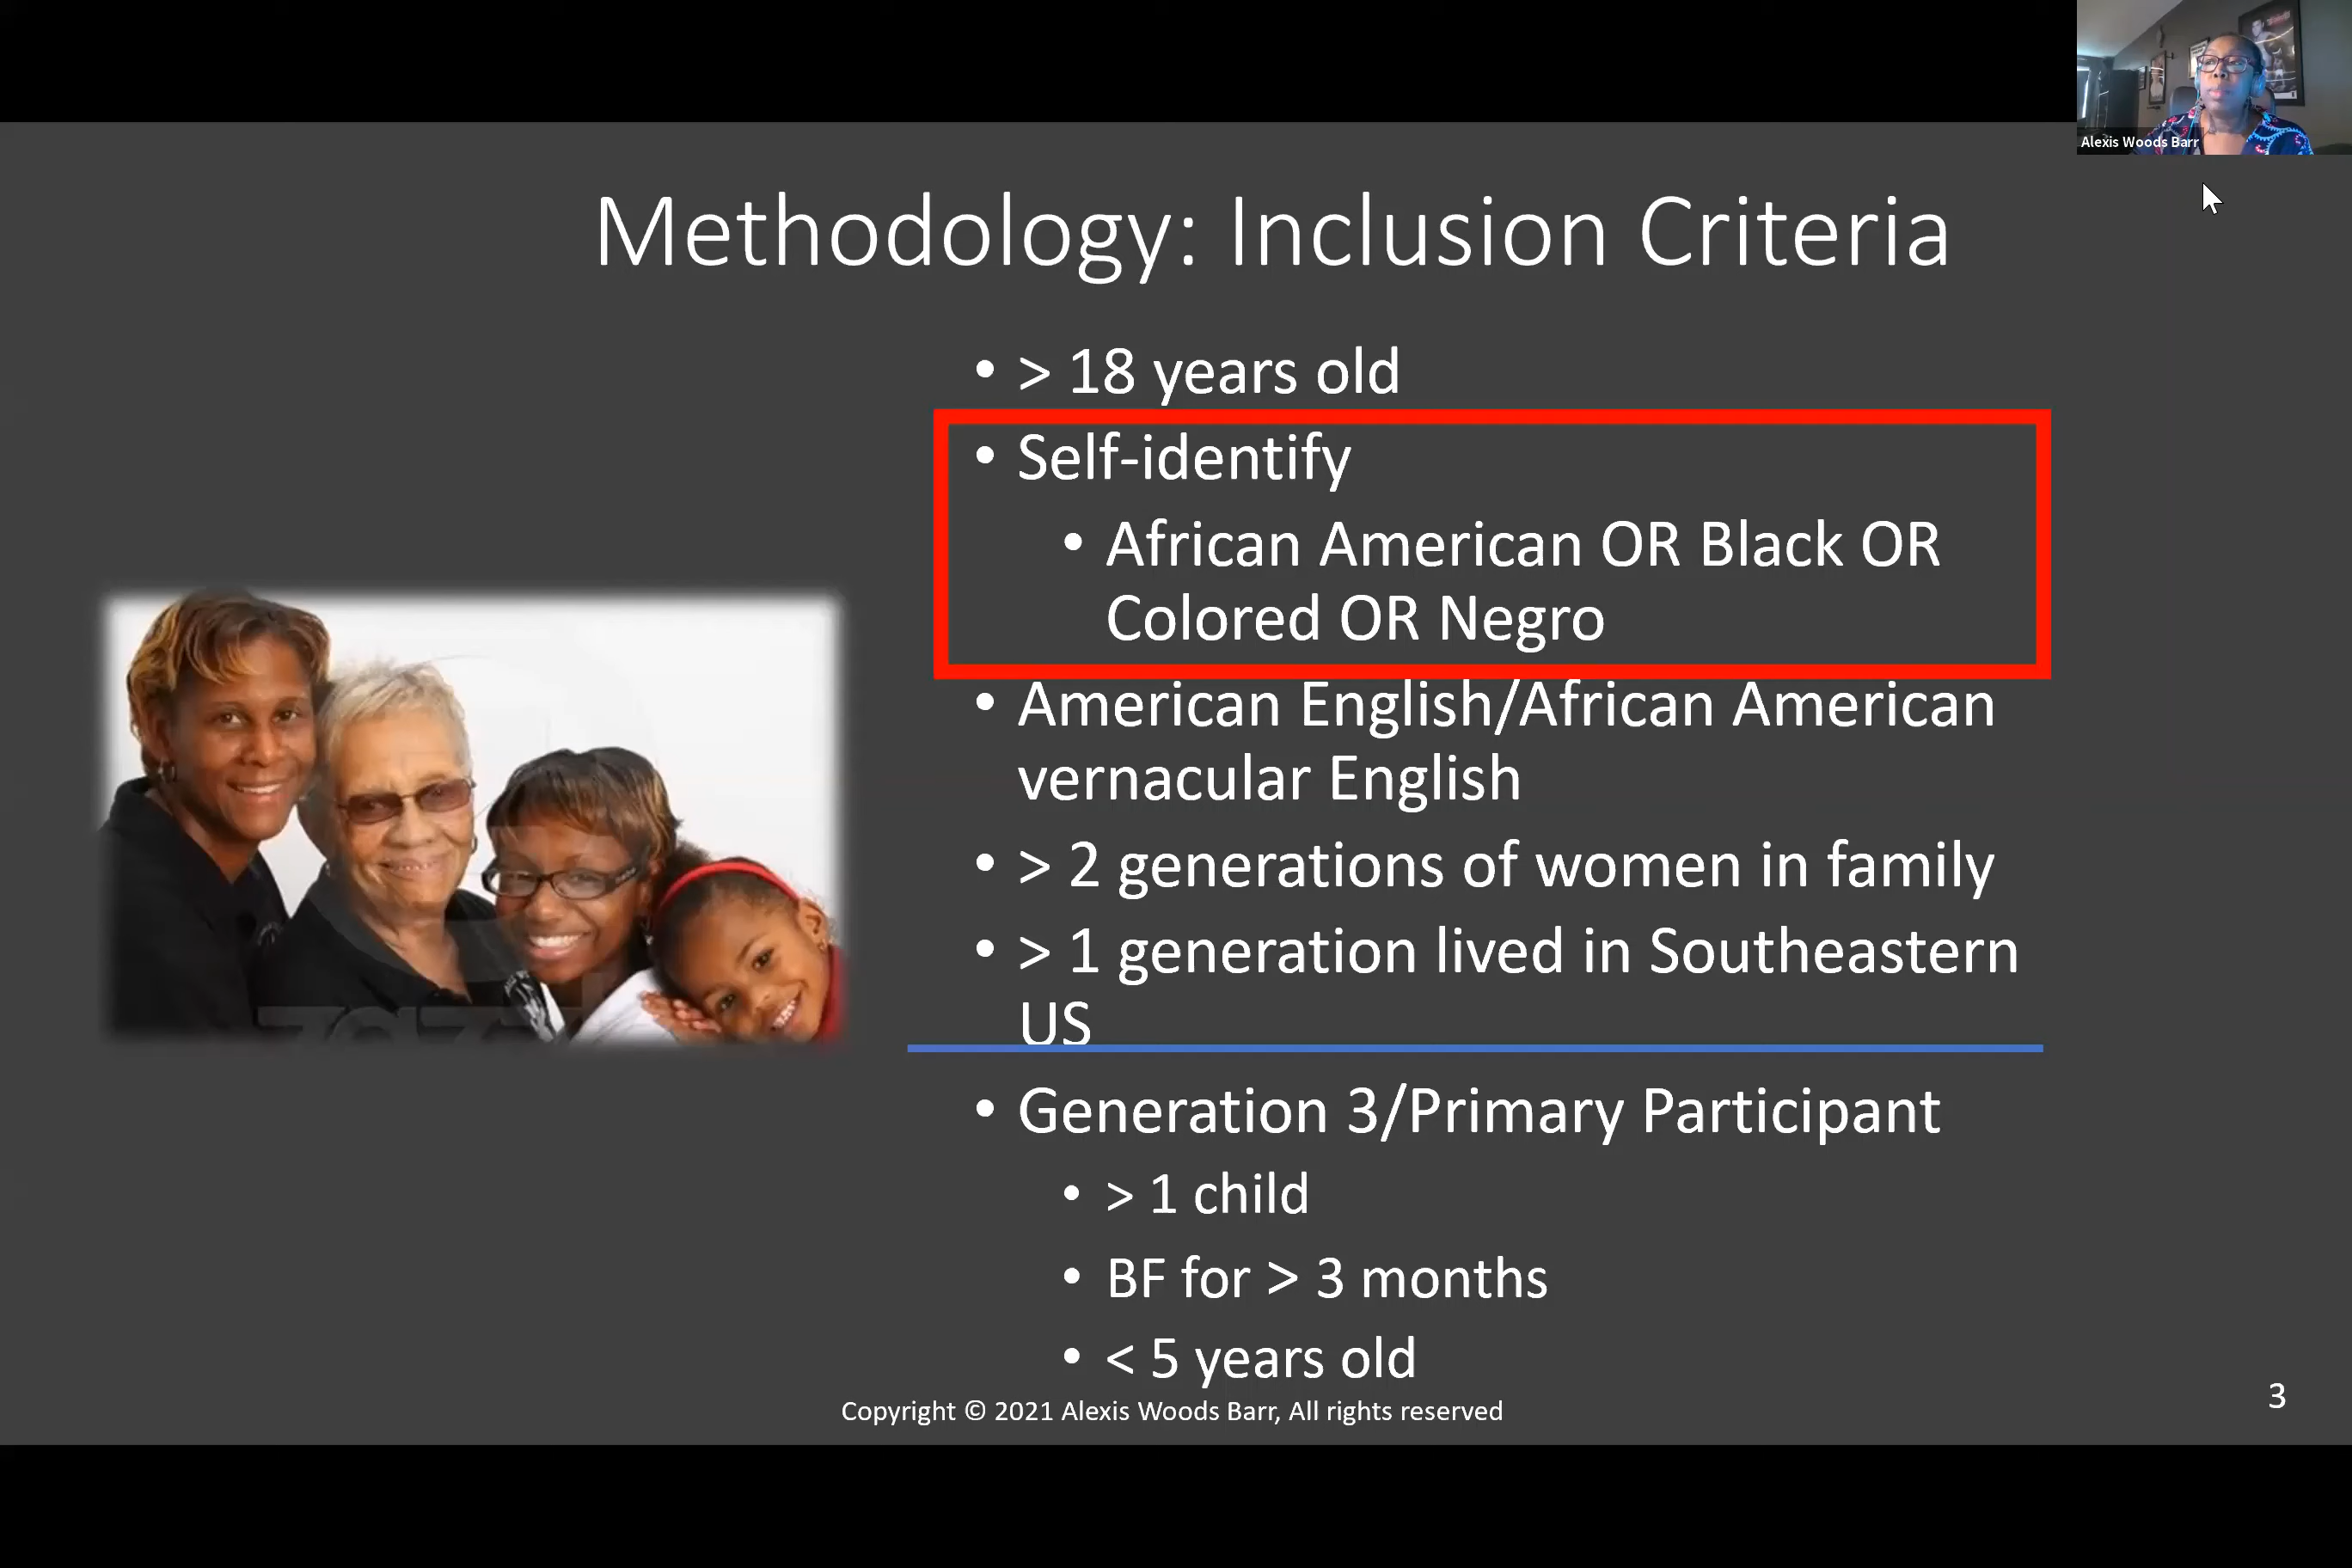 Alexis Woods Barr
Methodology: Inclusion Criteria
• > 18 years old
• Self-identify
• African American OR Black OR
Colored OR Negro
• American English/African American
vernacular English
• > 2 generations of women in family
• > 1 generation lived in Southeastern
US
• Generation 3/Primary Participant
• > 1 child
• BF for > 3 months
• < 5 years old
Copyright © 2021 Alexis Woods Barr, All rights reserved
3